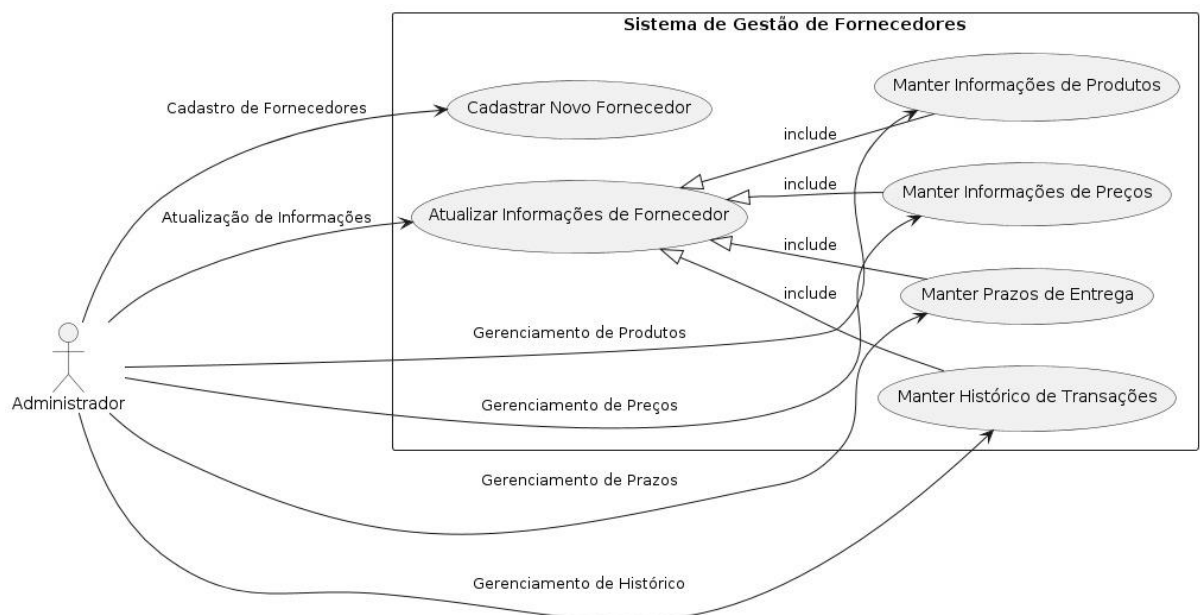 Sistema de Gestão de Fornecedores
Manter Informações de Produtos
Cadastro de Fornecedores
Cadastrar Novo Fornecedor
include
include
Manter Informações de Preços
Atualização de Informações
Atualizar Informações de Fornecedor
include
Manter Prazos de Entrega
include
Gerenciamento de Produtos
Administrador
Gerenciamento de Preços
Manter Histórico de Transações
Gerenciamento de Prazos
Gerenciamento de Histórico